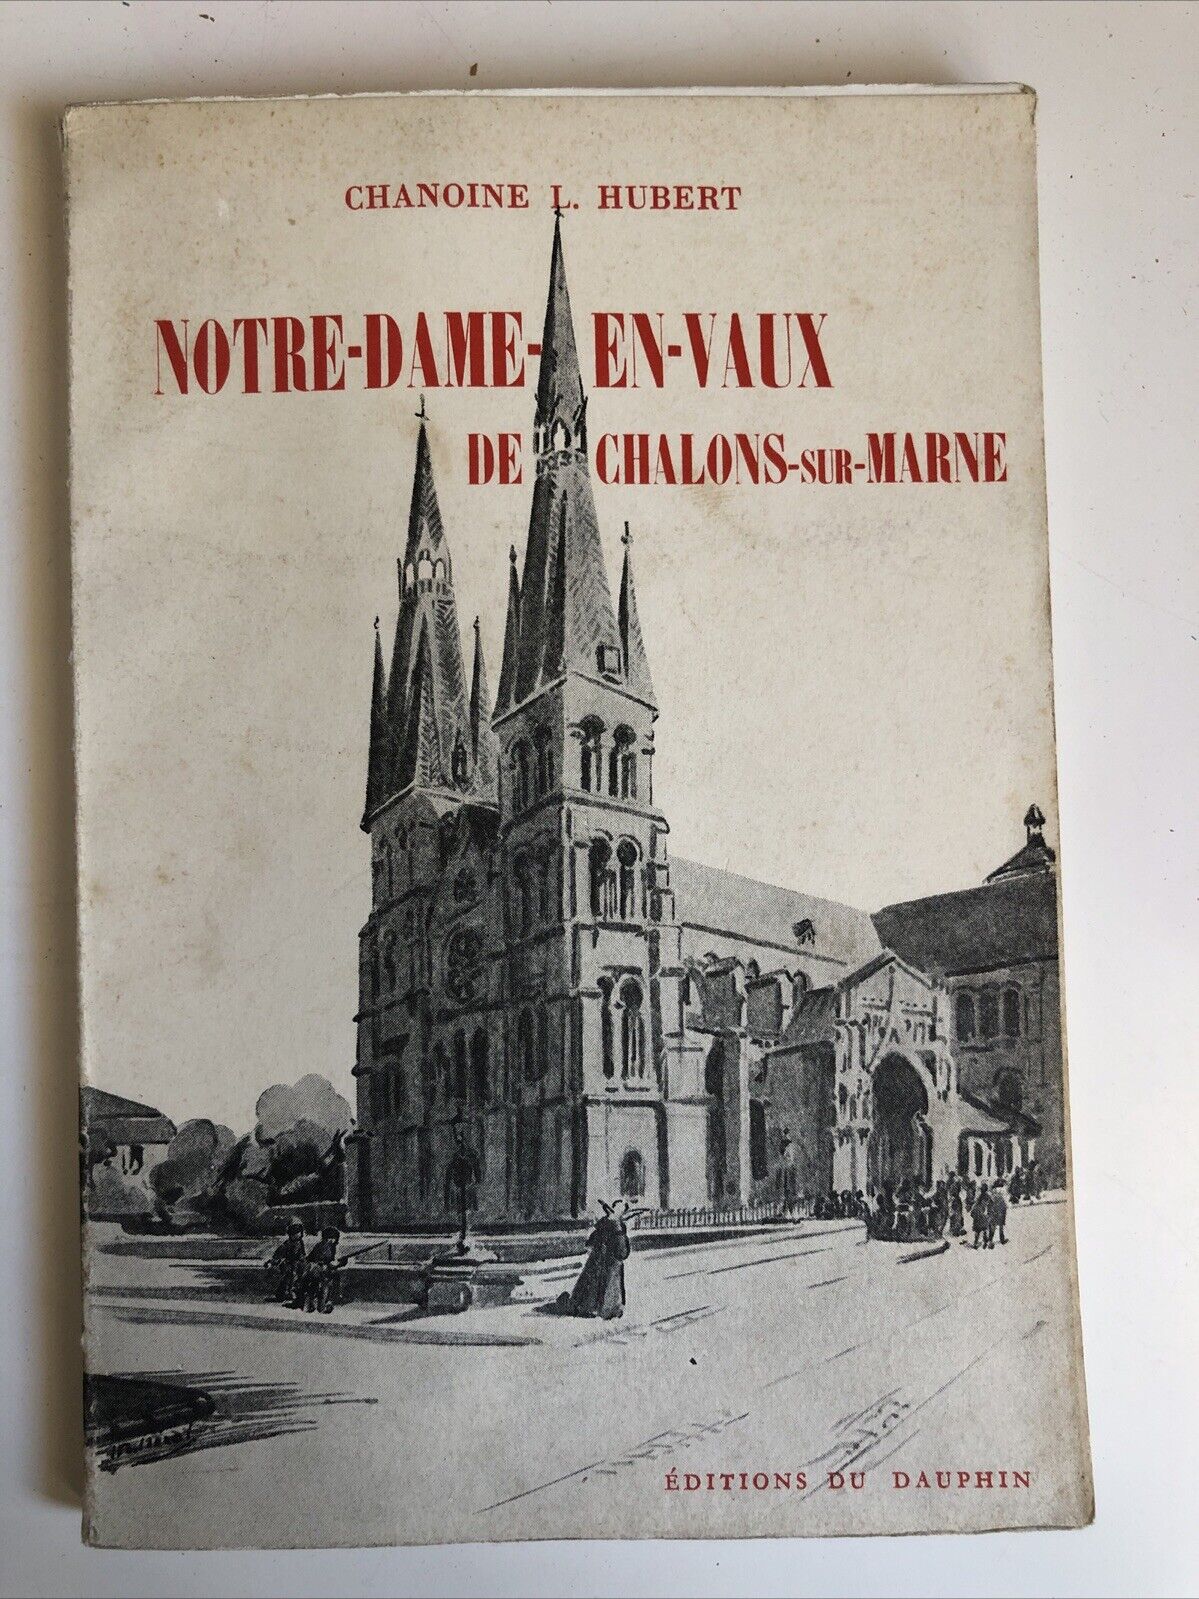 CHANOINE L. HUBERT
NOTRE-DAME-EN-VAUX
DE CHALONS-SUR-MARNE
ÉDITIONS DU DAUPHIN